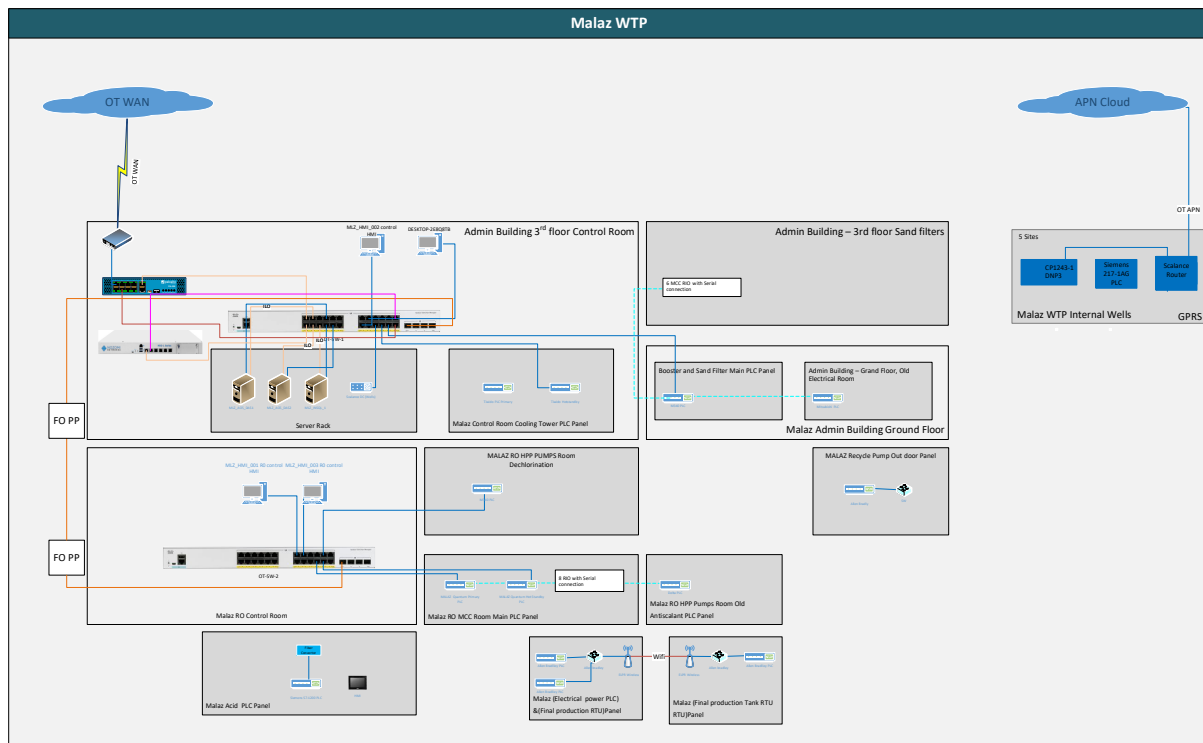 Malaz WTP
OT WAN
APN Cloud
OT WAN
OT APN
MLZ_HMI_002 control
HMI
DESKTOP-2E8Q8TB
Admin Building 3rd floor Control Room
Admin Building – 3rd floor Sand filters
5 Sites
CP1243-1
DNP3
Siemens
217-1AG
PLC
Scalance
Router
Malaz WTP Internal Wells
GPRS
6 MCC RIO with Serial
connection
ILO
ILO
ILO
OT-SW-1
Server Rack
Malaz Control Room Cooling Tower PLC Panel
Booster and Sand Filter Main PLC Panel
Admin Building – Grand Floor, Old
Electrical Room
Malaz Admin Building Ground Floor
FO PP
FO PP
MLZ_HMI_001 R0 control
HMI
MLZ_HMI_003 R0 control
HMI
OT-SW-2
Malaz RO Control Room
MALAZ RO HPP PUMPS Room
Dechlorination
MALAZ Recycle Pump Out door Panel
8 RIO with Serial
connection
Malaz RO MCC Room Main PLC Panel
Malaz RO HPP Pumps Room Old
Antiscalant PLC Panel
Malaz Acid PLC Panel
Wifi
Malaz (Electrical power PLC)
&(Final production RTU)Panel
Malaz (Final production Tank RTU
RTU)Panel